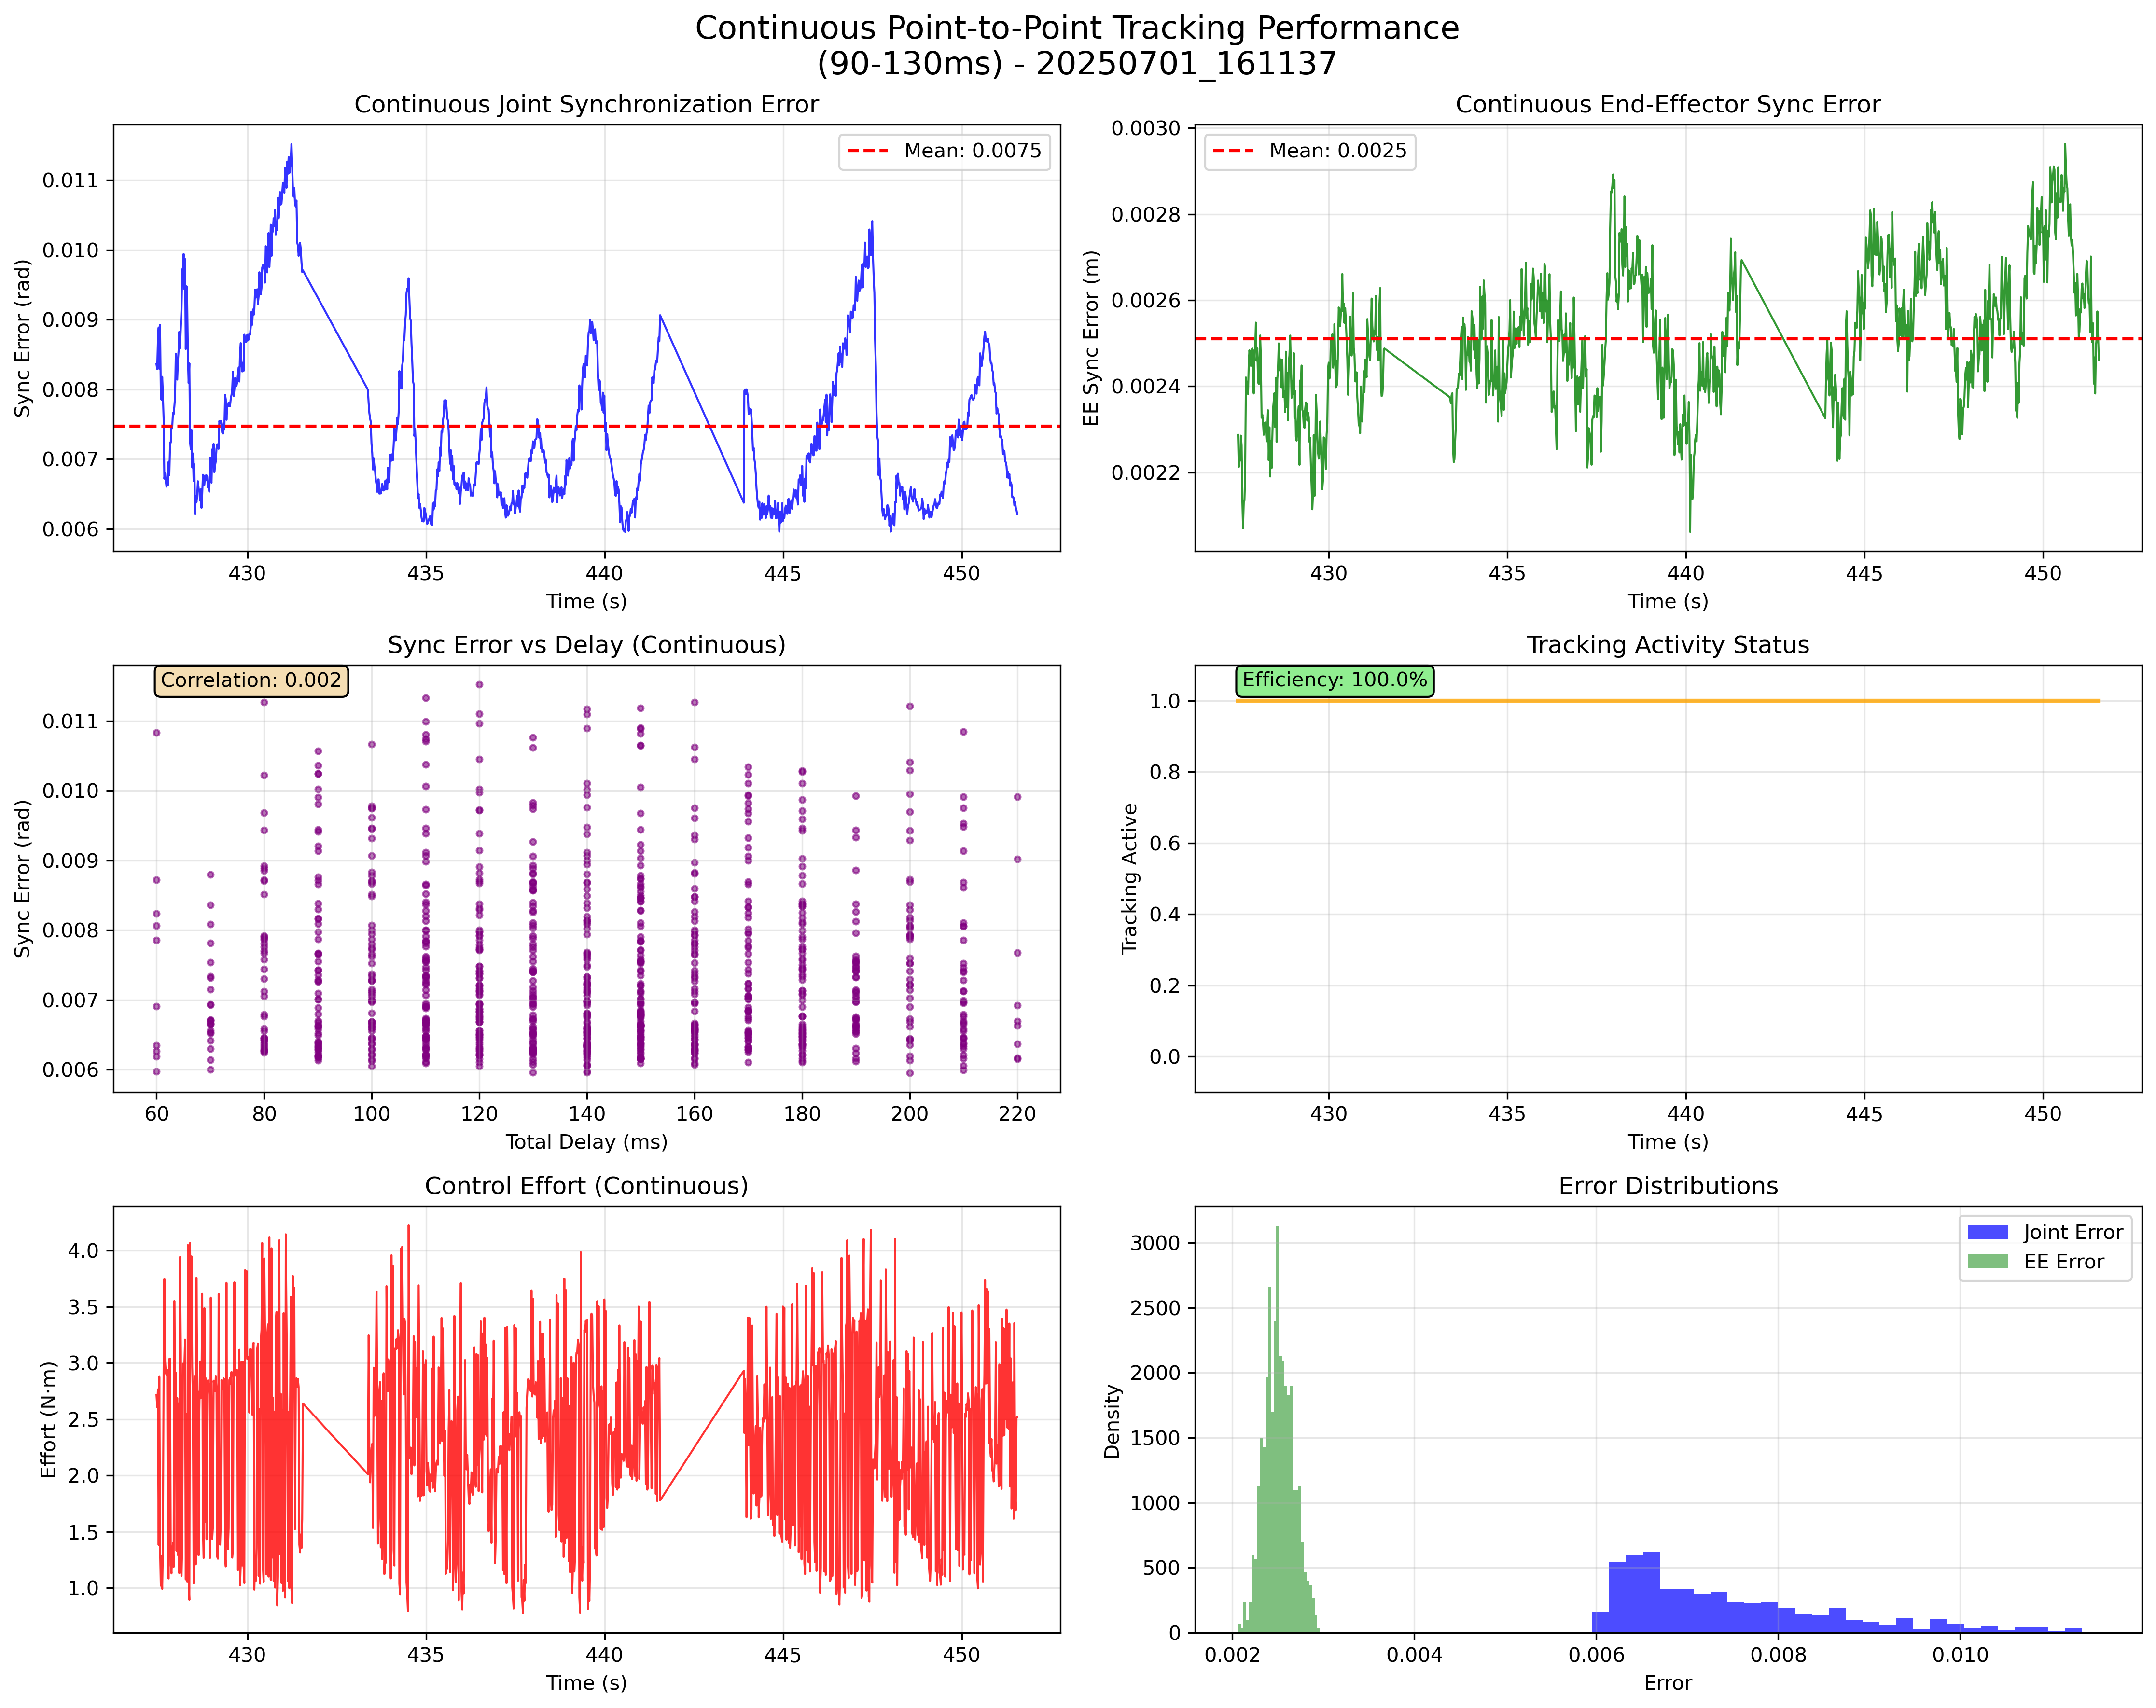 Continuous Point-to-Point Tracking Performance
(90-130ms) - 20250701_161137
Continuous Joint Synchronization Error
Mean: 0.0075
Sync Error (rad)
0.011
0.010
0.009
0.008
0.007
0.006
430 435 440 445 450
Time (s)
Continuous End-Effector Sync Error
Mean: 0.0025
EE Sync Error (m)
0.0030
0.0028
0.0026
0.0024
0.0022
430 435 440 445 450
Time (s)
Sync Error vs Delay (Continuous)
Correlation: 0.002
Sync Error (rad)
0.011
0.010
0.009
0.008
0.007
0.006
60 80 100 120 140 160 180 200 220
Total Delay (ms)
Tracking Activity Status
Efficiency: 100.0%
Tracking Active
1.0
0.8
0.6
0.4
0.2
0.0
430 435 440 445 450
Time (s)
Control Effort (Continuous)
Effort (N·m)
4.0
3.5
3.0
2.5
2.0
1.5
1.0
430 435 440 445 450
Time (s)
Error Distributions
Joint Error
EE Error
Density
3000
2500
2000
1500
1000
500
0
0.002 0.004 0.006 0.008 0.010
Error